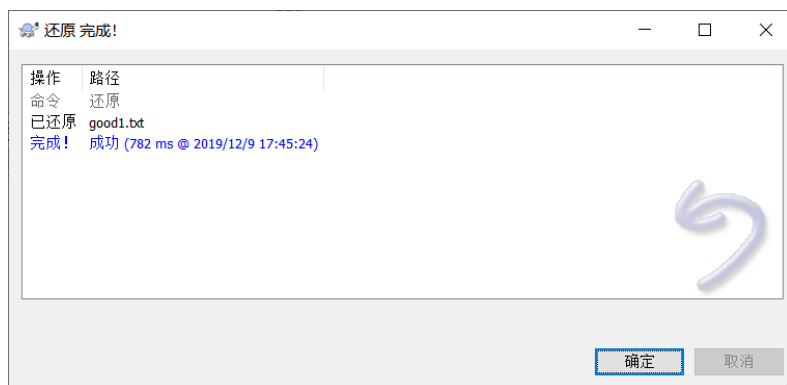 还原 完成!
操作 路径
命令 还原
已还原 good1.txt
完成! 成功 (782 ms @ 2019/12/9 17:45:24)
确定 取消